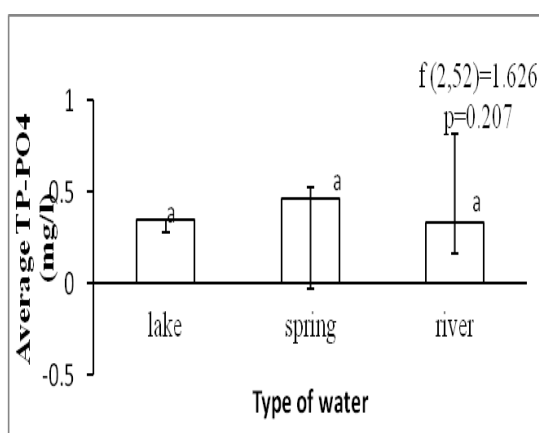 f (2,52)=1.626
p=0.207
Average TP-PO4
(mg/l)
1
0.5
0
-0.5
a
a
a
lake
spring
river
Type of water